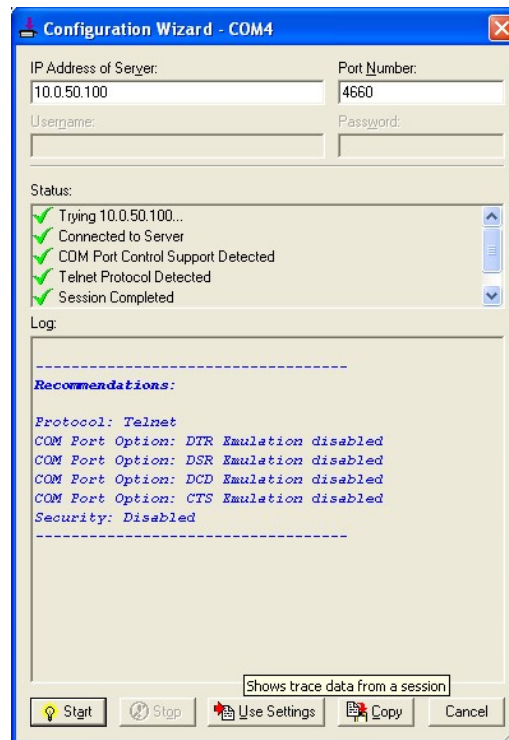 Configuration Wizard - COM4
IP Address of Server: Port Number:
10.0.50.100 4660
Username: Password:
Status:
Trying 10.0.50.100...
Connected to Server
COM Port Control Support Detected
Telnet Protocol Detected
Session Completed
Log:
-----------------------------------
Recommendations:
Protocol: Telnet
COM Port Option: DTR Emulation disabled
COM Port Option: DSR Emulation disabled
COM Port Option: DCD Emulation disabled
COM Port Option: CTS Emulation disabled
Security: Disabled
-----------------------------------
Shows trace data from a session
Start Stop Use Settings Copy Cancel